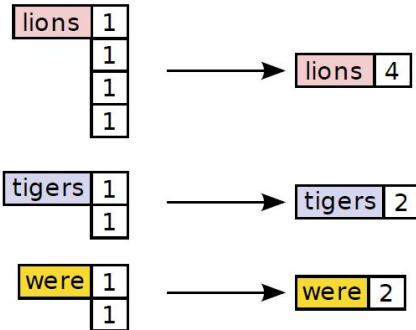 lions 1
1
lions 4
1
1
tigers 1
tigers 2
1
were 1
were 2
1